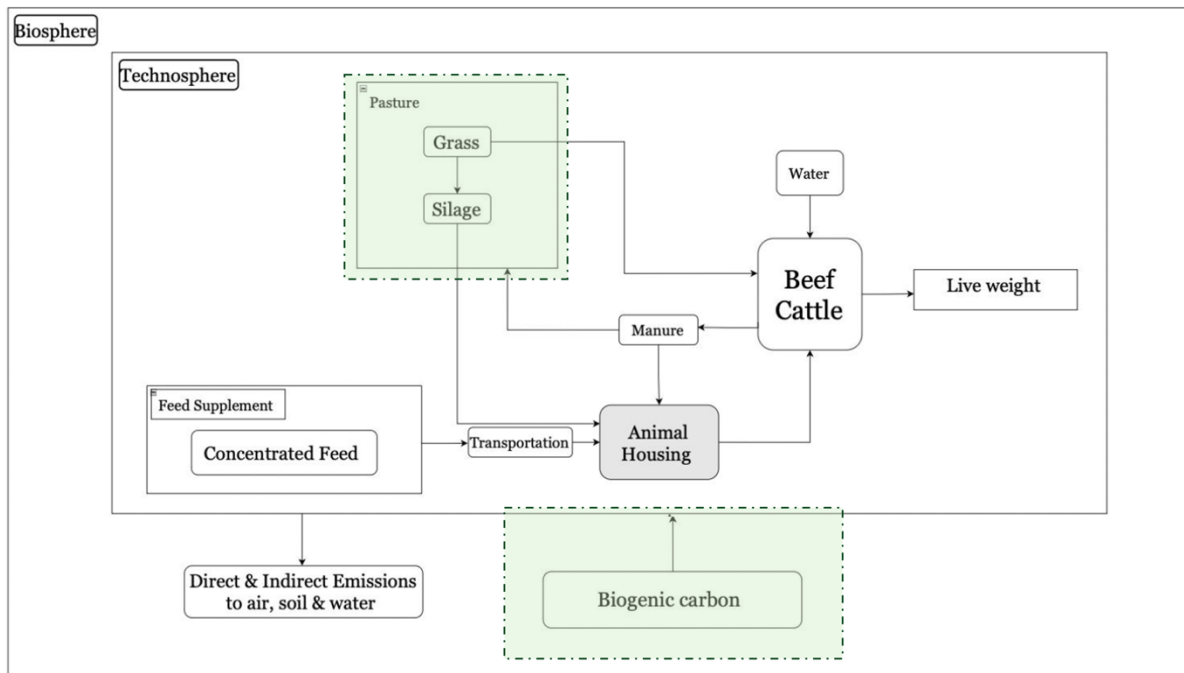 Biosphere
Technosphere
Pasture
Grass
Silage
Water
Beef
Cattle
Live weight
Manure
Feed Supplement
Concentrated Feed
Transportation
Animal
Housing
Direct & Indirect Emissions
to air, soil & water
Biogenic carbon